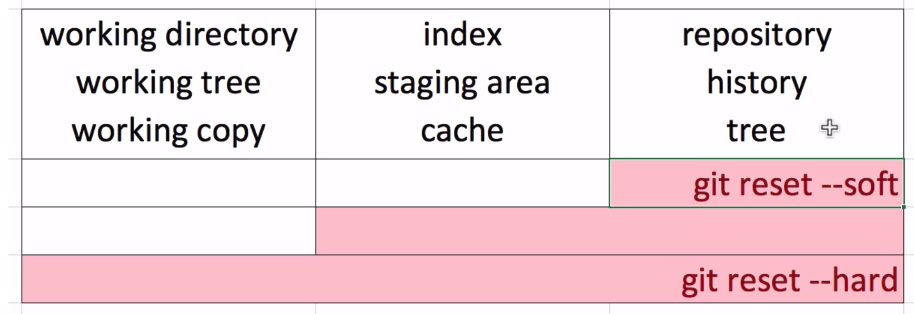 working directory
working tree
working copy
index
staging area
cache
repository
history
tree
git reset --soft
git reset --hard